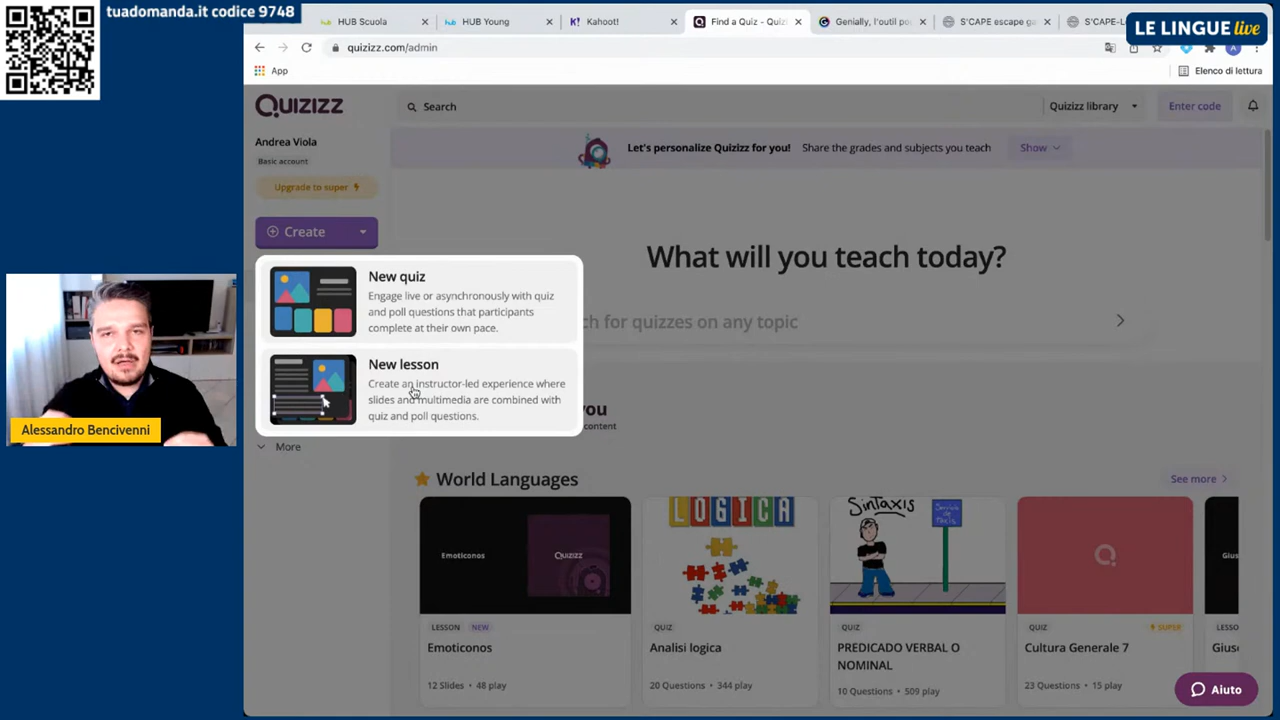 tuadomanda.it codice 9748
HUB Scuola
HUB Young
Kahoot!
Find a Quiz - Quiz
Genially, l'outil po
S'CAPE escape ga
S'CAPE-L
LE LINGUE live
quizizz.com/admin
App
Elenco di lettura
QUIZIZZ
Search
Quizizz library
Enter code
Andrea Viola
Basic account
Let's personalize Quizizz for you! Share the grades and subjects you teach
Show
Upgrade to super
Create
What will you teach today?
New quiz
Engage live or asynchronously with quiz
and poll questions that participants
complete at their own pace.
ch for quizzes on any topic
New lesson
Create an instructor-led experience where
slides and multimedia are combined with
quiz and poll questions.
you
content
Alessandro Bencivenni
More
World Languages
See more
Emoticonos
QUIZIZZ
LOGICA
SiNTAXiS
LESSON NEW
Emoticonos
12 Slides • 48 play
QUIZ
Analisi logica
20 Questions • 344 play
QUIZ
PREDICADO VERBAL O
NOMINAL
10 Questions • 509 play
QUIZ
SUPER
Cultura Generale 7
23 Questions • 15 play
Gius
LESSO
Gius
Aiuto